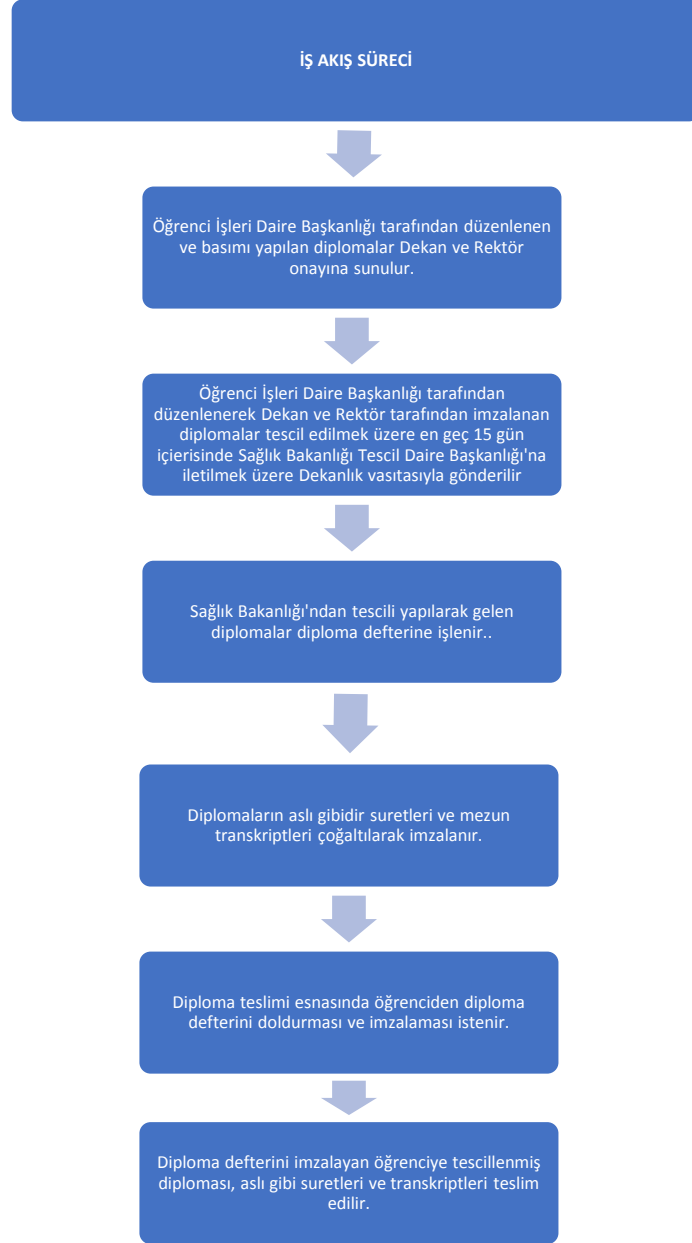 İŞ AKIŞ SÜRECİ
Öğrenci İşleri Daire Başkanlığı tarafından düzenlenen
ve basımı yapılan diplomalar Dekan ve Rektör
onayına sunulur.
Öğrenci İşleri Daire Başkanlığı tarafından
düzenlenerek Dekan ve Rektör tarafından imzalanan
diplomalar tescil edilmek üzere en geç 15 gün
içierisinde Sağlık Bakanlığı Tescil Daire Başkanlığı'na
iletilmek üzere Dekanlık vasıtasıyla gönderilir
Sağlık Bakanlığı'ndan tescili yapılarak gelen
diplomalar diploma defterine işlenir..
Diplomaların aslı gibidir suretleri ve mezun
transkriptleri çoğaltılarak imzalanır.
Diploma teslimi esnasında öğrenciden diploma
defterini doldurması ve imzalaması istenir.
Diploma defterini imzalayan öğrenciye tescillenmiş
diploması, aslı gibi suretleri ve transkriptleri teslim
edilir.